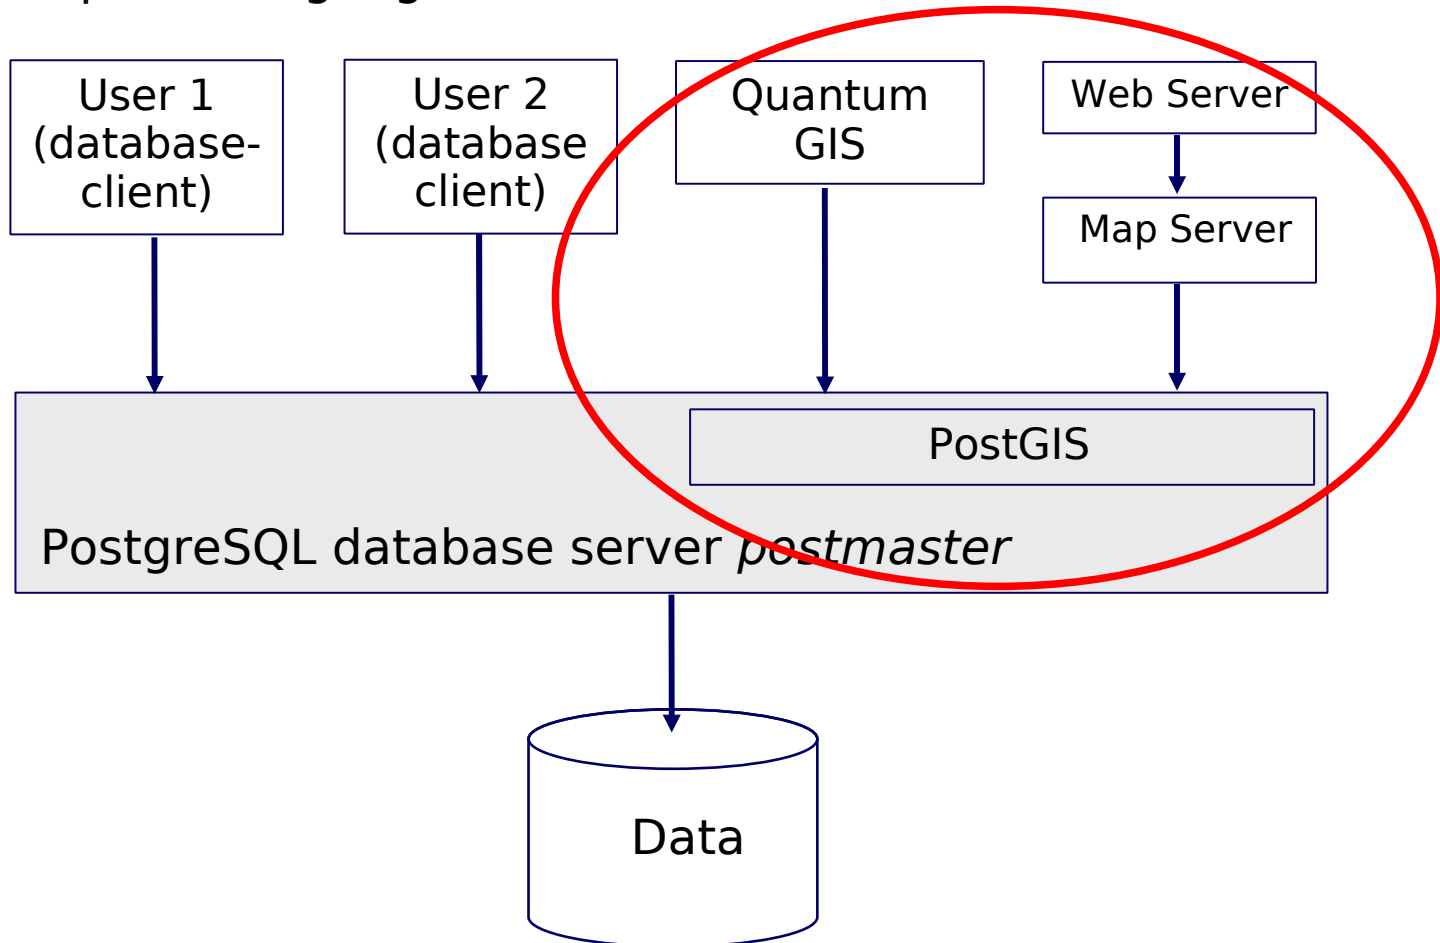 User 1
(database-
client)
User 2
(database
client)
Quantum
GIS
Web Server
Map Server
PostGIS
PostgreSQL database server postmaster
Data